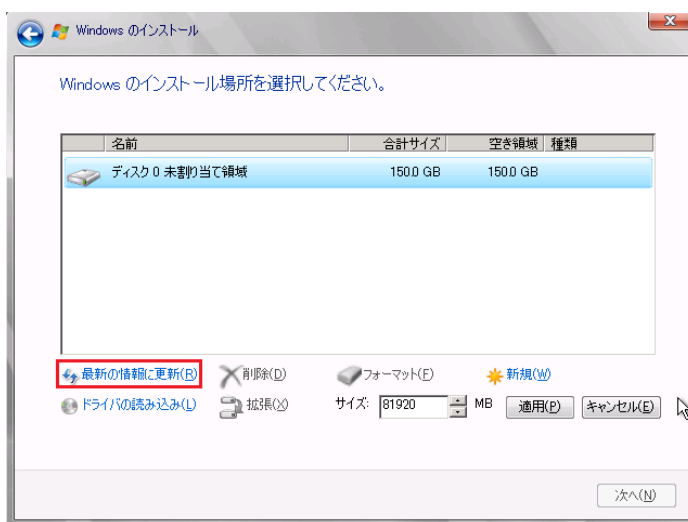 Windows のインストール
Windows のインストール場所を選択してください。
名前 合計サイズ 空き領域 種類
ディスク 0 未割り当て領域 150.0 GB 150.0 GB
最新の情報に更新(R) 削除(D) フォーマット(F) 新規(W)
ドライバの読み込み(L) 拡張(X) サイズ: 81920 MB 適用(P) キャンセル(E)
次へ(N)